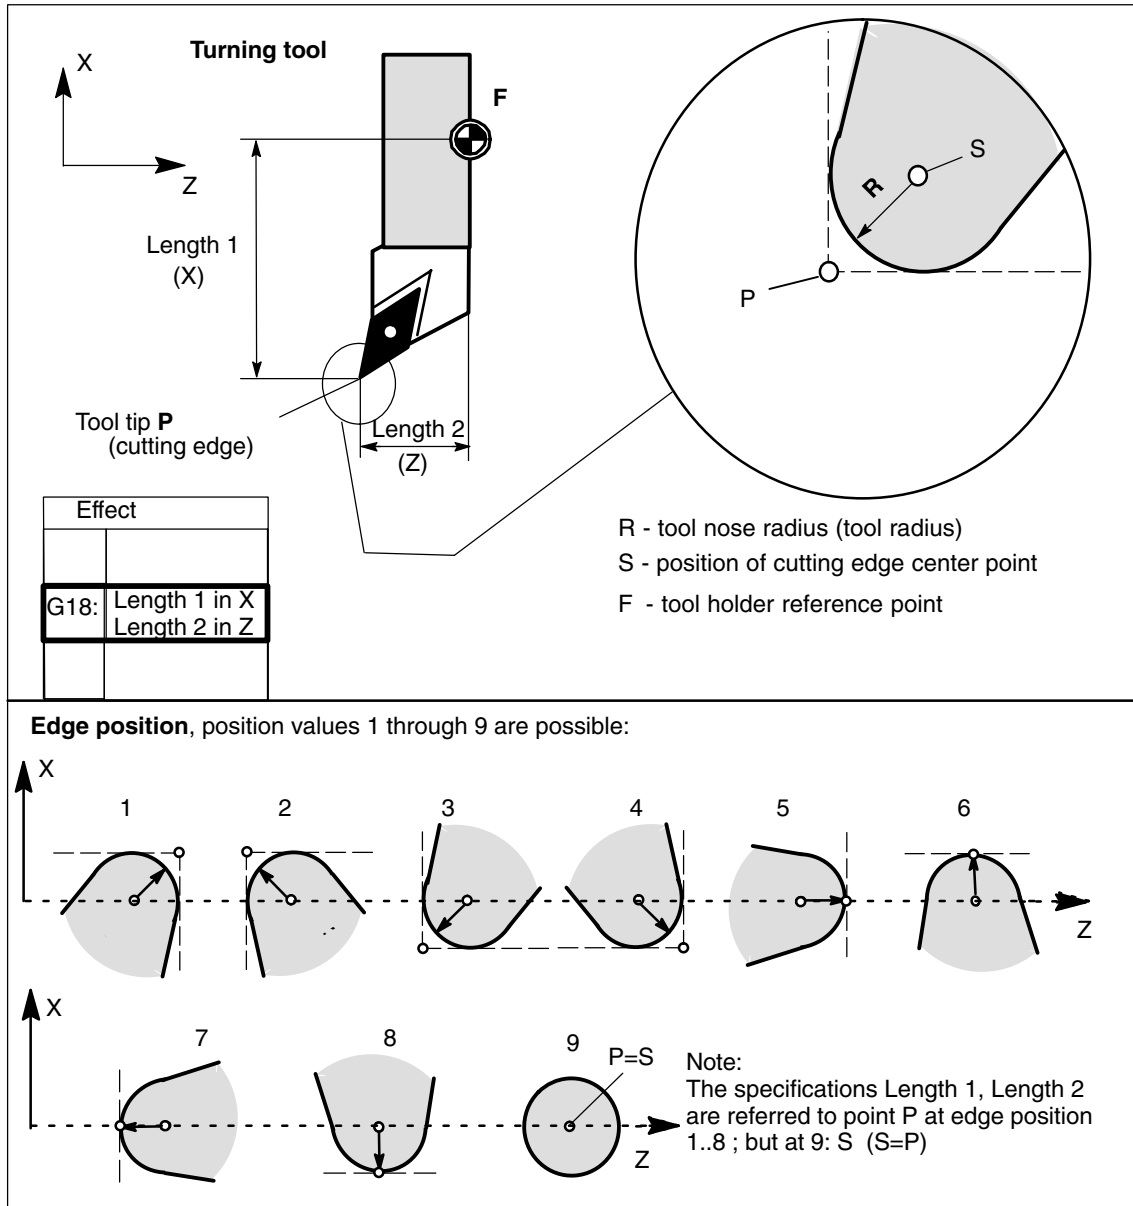 Turning tool
X
Z
F
Length 1
(X)
S
R
P
Tool tip P
(cutting edge)
Length 2
(Z)
Effect
G18:
Length 1 in X
Length 2 in Z
R - tool nose radius (tool radius)
S - position of cutting edge center point
F - tool holder reference point
Edge position, position values 1 through 9 are possible:
X
1
2
3
4
5
6
Z
X
7
8
9
P=S
Z
Note:
The specifications Length 1, Length 2
are referred to point P at edge position
1..8 ; but at 9: S (S=P)